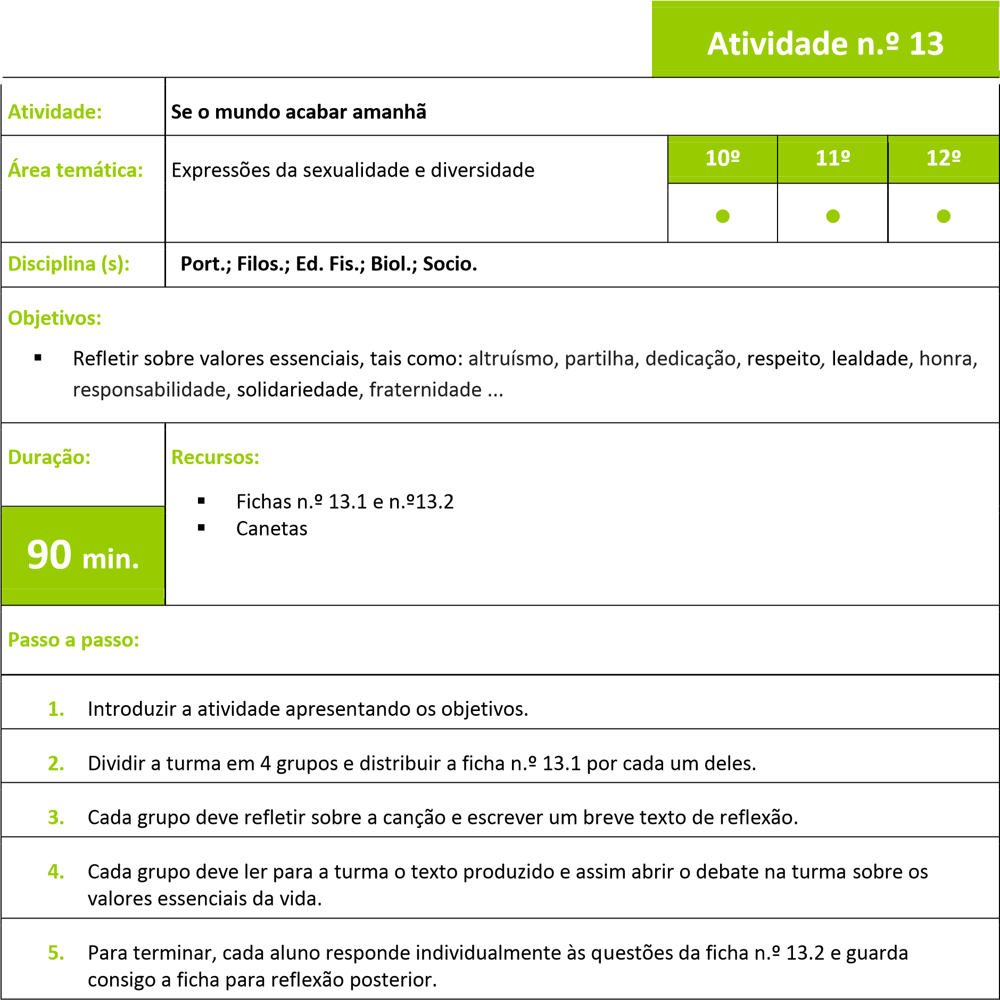 Atividade n.º 13
Atividade:
Se o mundo acabar amanhã
Área temática:
Expressões da sexualidade e diversidade
10º
11º
12º
● ● ●
Disciplina (s):
Port.; Filos.; Ed. Fis.; Biol.; Socio.
Objetivos:
▪ Refletir sobre valores essenciais, tais como: altruísmo, partilha, dedicação, respeito, lealdade, honra,
responsabilidade, solidariedade, fraternidade ...
Duração:
90 min.
Recursos:
▪ Fichas n.º 13.1 e n.º13.2
▪ Canetas
Passo a passo:
1. Introduzir a atividade apresentando os objetivos.
2. Dividir a turma em 4 grupos e distribuir a ficha n.º 13.1 por cada um deles.
3. Cada grupo deve refletir sobre a canção e escrever um breve texto de reflexão.
4. Cada grupo deve ler para a turma o texto produzido e assim abrir o debate na turma sobre os
valores essenciais da vida.
5. Para terminar, cada aluno responde individualmente às questões da ficha n.º 13.2 e guarda
consigo a ficha para reflexão posterior.